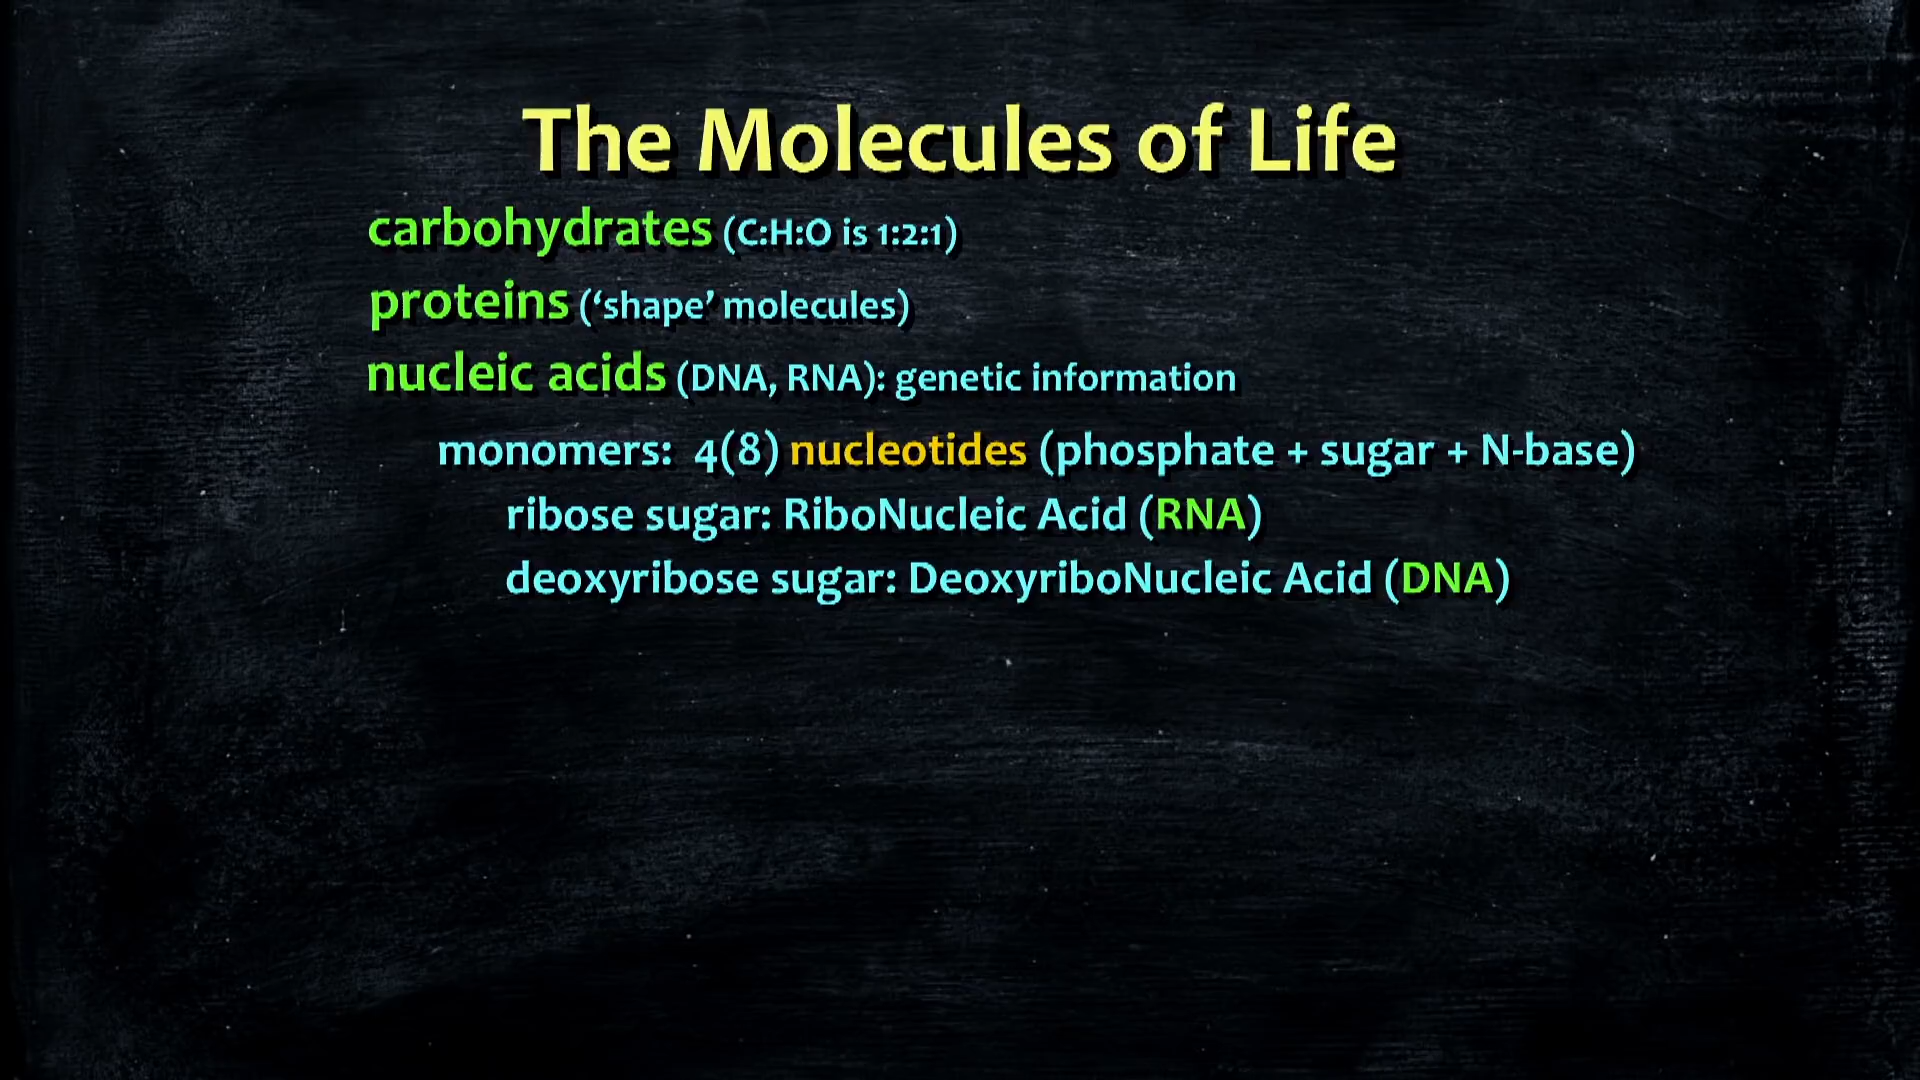 The Molecules of Life
carbohydrates (C:H:O is 1:2:1)
proteins (‘shape’ molecules)
nucleic acids (DNA, RNA): genetic information
monomers: 4(8) nucleotides (phosphate + sugar + N-base)
ribose sugar: RiboNucleic Acid (RNA)
deoxyribose sugar: DeoxyriboNucleic Acid (DNA)